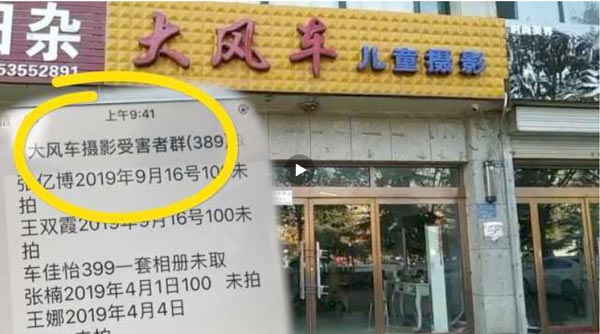 日杂
53552891
大风车儿童摄影
上午9:41
大风车摄影受害者群(389)
张亿博2019年9月16号100未
拍
王双霞2019年9月16号100未
拍
车佳怡399一套相册未取
张楠2019年4月1日100 未拍
王娜2019年4月4日
未拍